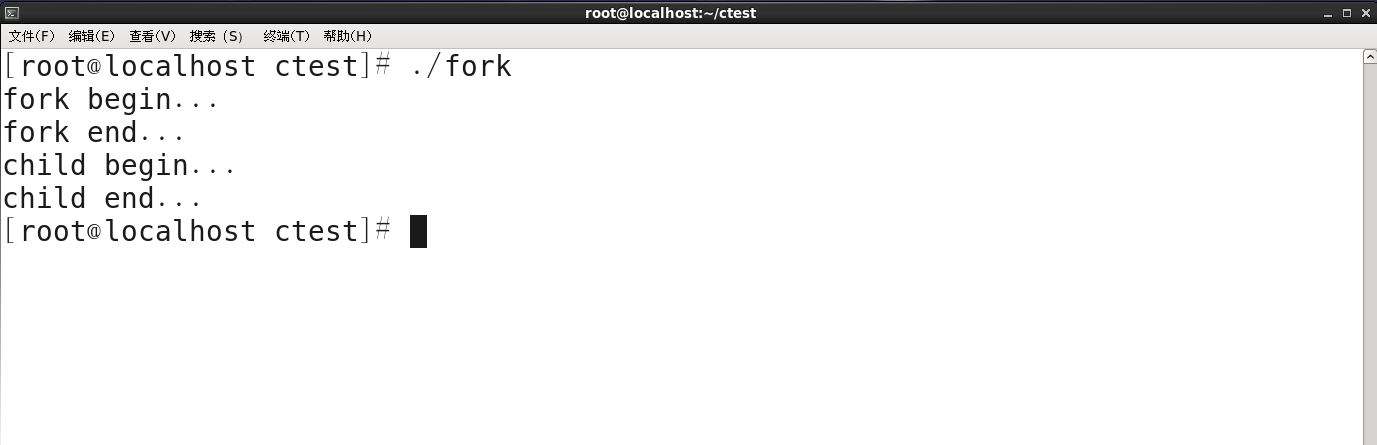 root@localhost:~/ctest
文件(F) 编辑(E) 查看(V) 搜索 (S) 终端(T) 帮助(H)
[root@localhost ctest]# ./fork
fork begin...
fork end...
child begin...
child end...
[root@localhost ctest]#